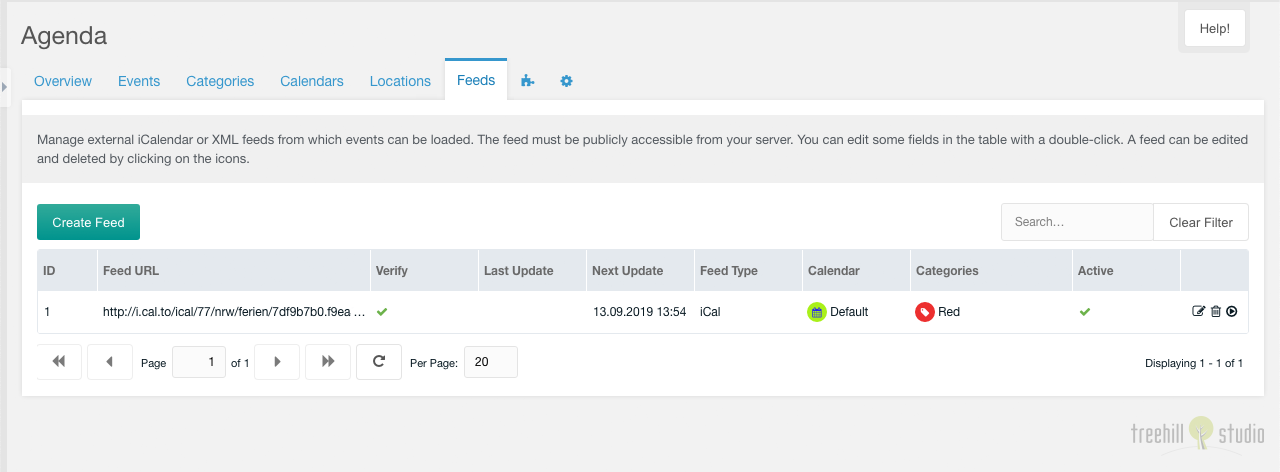 Agenda
Help!
Overview Events Categories Calendars Locations Feeds
Manage external iCalendar or XML feeds from which events can be loaded. The feed must be publicly accessible from your server. You can edit some fields in the table with a double-click. A feed can be edited
and deleted by clicking on the icons.
Create Feed Search... Clear Filter
ID Feed URL Verify Last Update Next Update Feed Type Calendar Categories Active
1 http://i.cal.to/ical/77/nrw/ferien/7df9b7b0.f9ea ... 13.09.2019 13:54 iCal Default Red
Page 1 of 1 Per Page: 20 Displaying 1 - 1 of 1
treehill studio